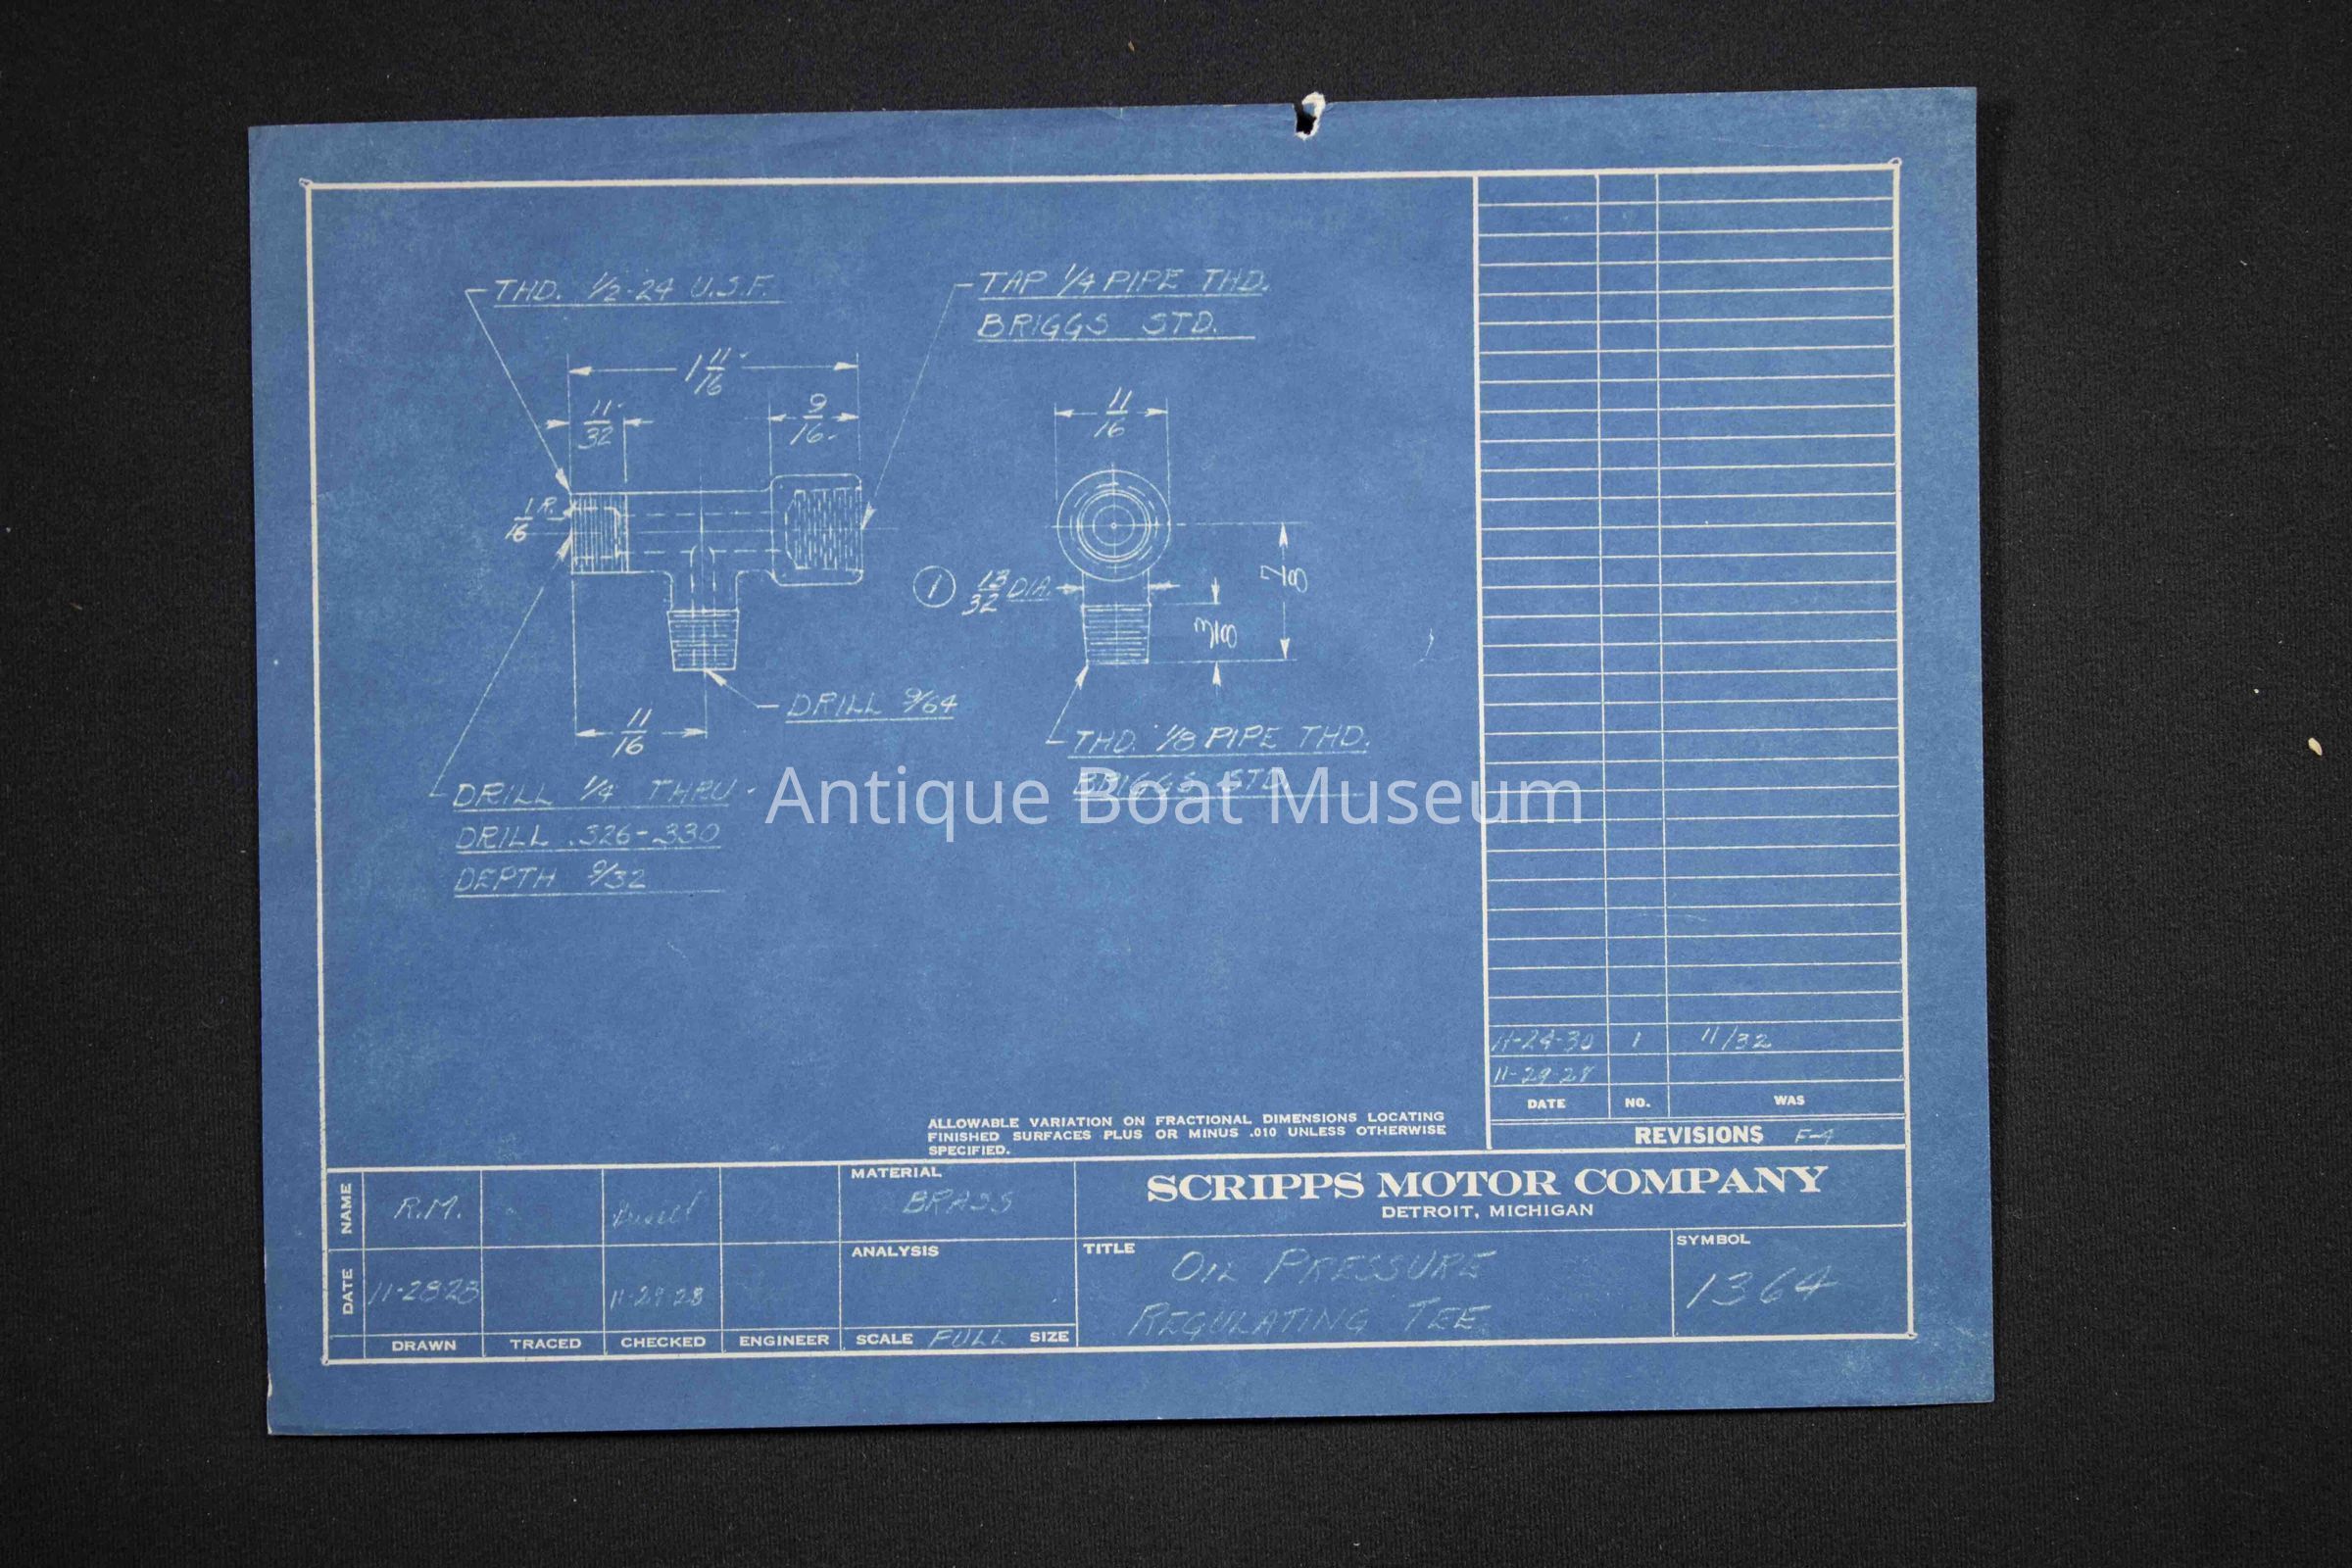 THD. 1/2-24 U.S.F.
TAP 1/4 PIPE THD.
BRIGGS STD.
1 11/16
11/32
9/16
11/16
1/16 R.
1 13/32 DIA.
7/8
3/8
DRILL 9/64
11/16
THD. 1/8 PIPE THD.
BRIGGS STD.
DRILL 1/4 THRU -
DRILL .326-.330
DEPTH 9/32
Antique Boat Museum
11-24-30 1 11/32
11-29-28
DATE NO. WAS
REVISIONS F-4
ALLOWABLE VARIATION ON FRACTIONAL DIMENSIONS LOCATING
FINISHED SURFACES PLUS OR MINUS .010 UNLESS OTHERWISE
SPECIFIED.
NAME R.M.
DATE 11-28-28 11-29-28
DRAWN TRACED CHECKED ENGINEER
MATERIAL
BRASS
ANALYSIS
SCALE FULL SIZE
SCRIPPS MOTOR COMPANY
DETROIT, MICHIGAN
TITLE
OIL PRESSURE
REGULATING TEE
SYMBOL
1364